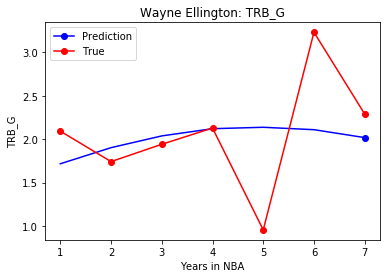 Wayne Ellington: TRB_G
Prediction
True
TRB_G
3.0
2.5
2.0
1.5
1.0
1 2 3 4 5 6 7
Years in NBA